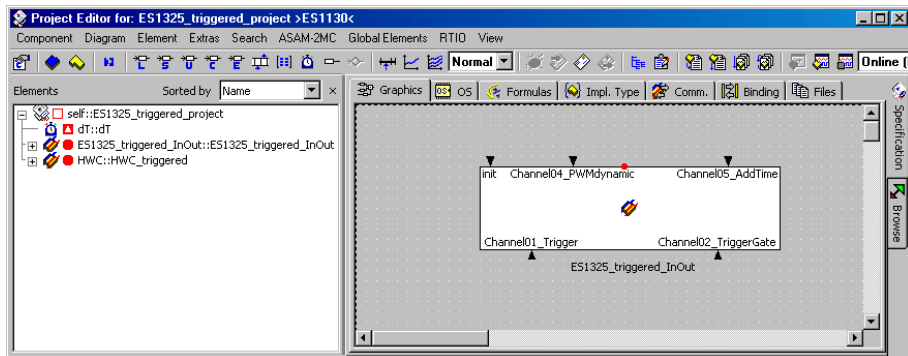 Project Editor for: ES1325_triggered_project >ES1130<
Component Diagram Element Extras Search ASAM-2MC Global Elements RTIO View
Normal Online (
Elements Sorted by Name
Graphics OS Formulas Impl. Type Comm. Binding Files
self::ES1325_triggered_project
dT::dT
ES1325_triggered_InOut::ES1325_triggered_InOut
HWC::HWC_triggered
init Channel04_PWMdynamic Channel05_AddTime
Channel01_Trigger Channel02_TriggerGate
ES1325_triggered_InOut
Specification
Browse